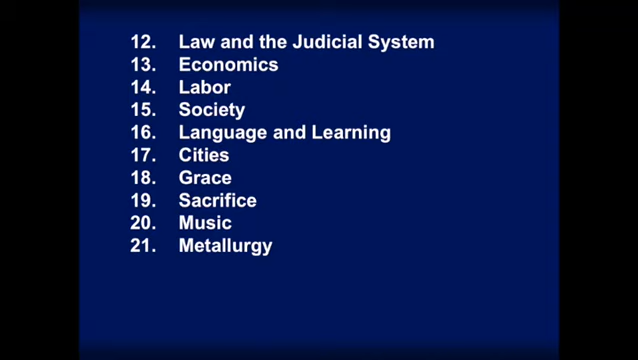 12. Law and the Judicial System
13. Economics
14. Labor
15. Society
16. Language and Learning
17. Cities
18. Grace
19. Sacrifice
20. Music
21. Metallurgy